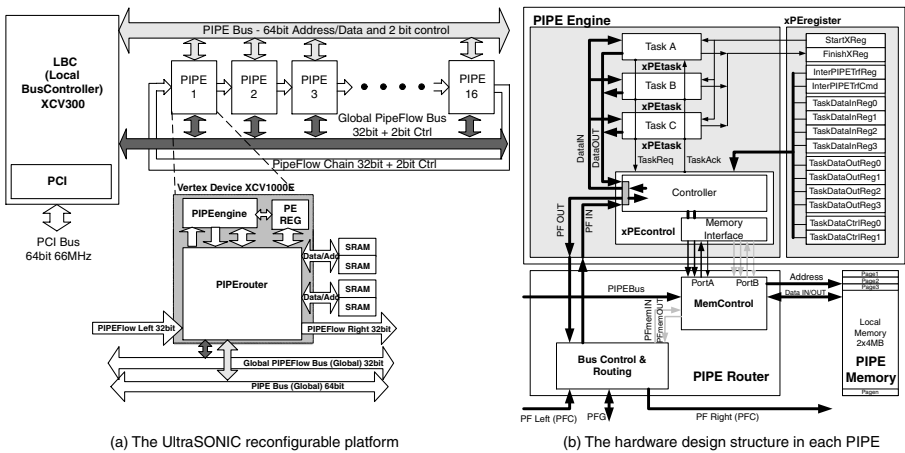 PIPE Bus - 64bit Address/Data and 2 bit control
LBC
(Local
BusController)
XCV300
PIPE
1
PIPE
2
PIPE
3
PIPE
16
Global PipeFlow Bus
32bit + 2bit Ctrl
PipeFlow Chain 32bit + 2bit Ctrl
PCI
PCI Bus
64bit 66MHz
Vertex Device XCV1000E
PIPEengine
PE
REG
PIPErouter
Data/Add
SRAM
SRAM
Data/Add
SRAM
SRAM
PIPEFlow Left 32bit
PIPEFlow Right 32bit
Global PIPEFlow Bus (Global) 32bit
PIPE Bus (Global) 64bit
(a) The UltraSONIC reconfigurable platform
PIPE Engine
xPEregister
Task A
xPEtask
Task B
xPEtask
Task C
xPEtask
DataIN
DataOUT
TaskReq
TaskAck
StartXReg
FinishXReg
InterPIPETrfReg
InterPIPETrfCmd
TaskDataInReg0
TaskDataInReg1
TaskDataInReg2
TaskDataInReg3
TaskDataOutReg0
TaskDataOutReg1
TaskDataOutReg2
TaskDataOutReg3
TaskDataCtrlReg0
TaskDataCtrlReg1
Controller
xPEcontrol
Memory
Interface
PF OUT
PF IN
PortA
PortB
MemControl
PIPEBus
PFmemIN
PFmemOUT
Address
Data IN/OUT
Page1
Page2
Page3
Local
Memory
2x4MB
PIPE
Memory
Pagen
Bus Control &
Routing
PIPE Router
PF Left (PFC)
PFG
PF Right (PFC)
(b) The hardware design structure in each PIPE